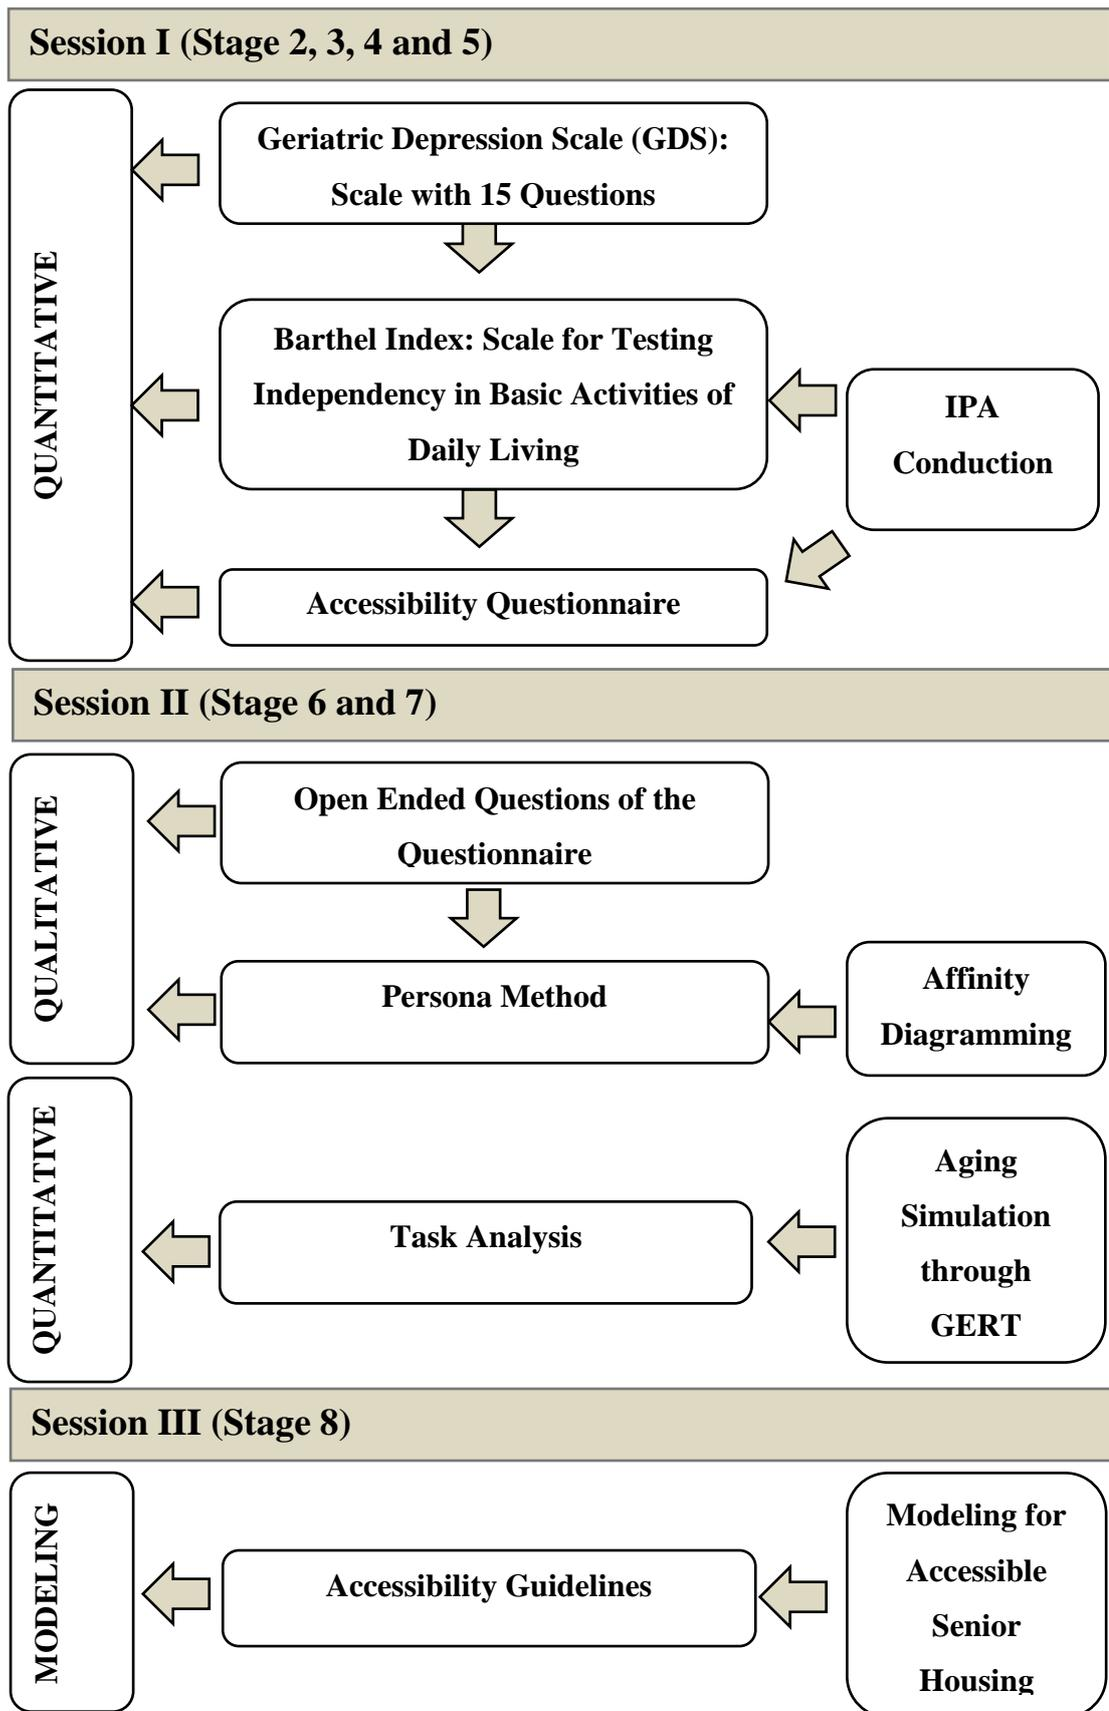 Session I (Stage 2, 3, 4 and 5)
QUANTITATIVE
Geriatric Depression Scale (GDS):
Scale with 15 Questions
Barthel Index: Scale for Testing
Independency in Basic Activities of
Daily Living
IPA
Conduction
Accessibility Questionnaire
Session II (Stage 6 and 7)
QUALITATIVE
Open Ended Questions of the
Questionnaire
Persona Method
Affinity
Diagramming
QUANTITATIVE
Task Analysis
Aging
Simulation
through
GERT
Session III (Stage 8)
MODELING
Accessibility Guidelines
Modeling for
Accessible
Senior
Housing